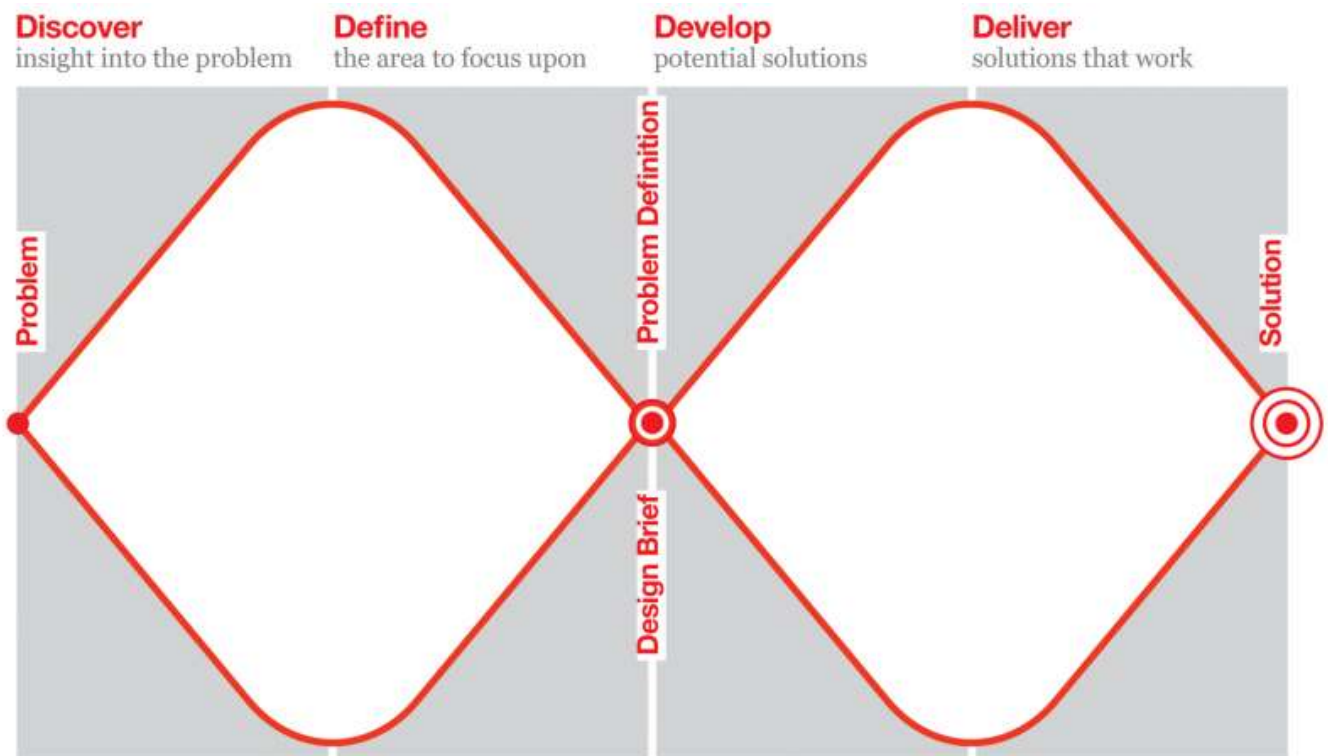 Discover
insight into the problem
Define
the area to focus upon
Develop
potential solutions
Deliver
solutions that work
Problem
Problem Definition
Design Brief
Solution